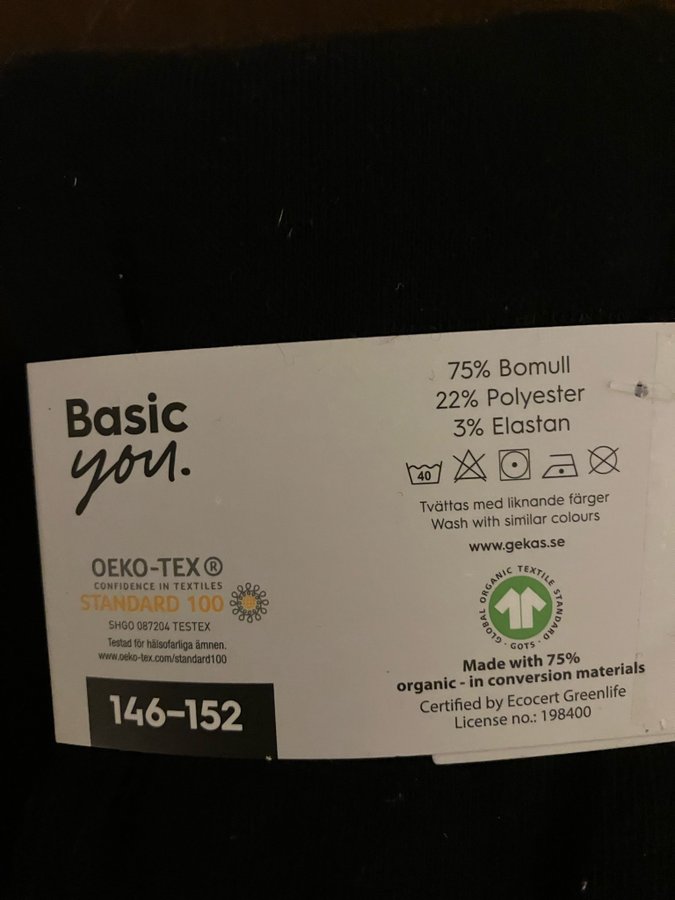 Basic
you.
75% Bomull
22% Polyester
3% Elastan
40
Tvättas med liknande färger
Wash with similar colours
www.gekas.se
OEKO-TEX®
CONFIDENCE IN TEXTILES
STANDARD 100
SHGO 087204 TESTEX
Testad för hälsofarliga ämnen.
www.oeko-tex.com/standard100
146–152
GLOBAL ORGANIC TEXTILE STANDARD · GOTS ·
Made with 75%
organic - in conversion materials
Certified by Ecocert Greenlife
License no.: 198400